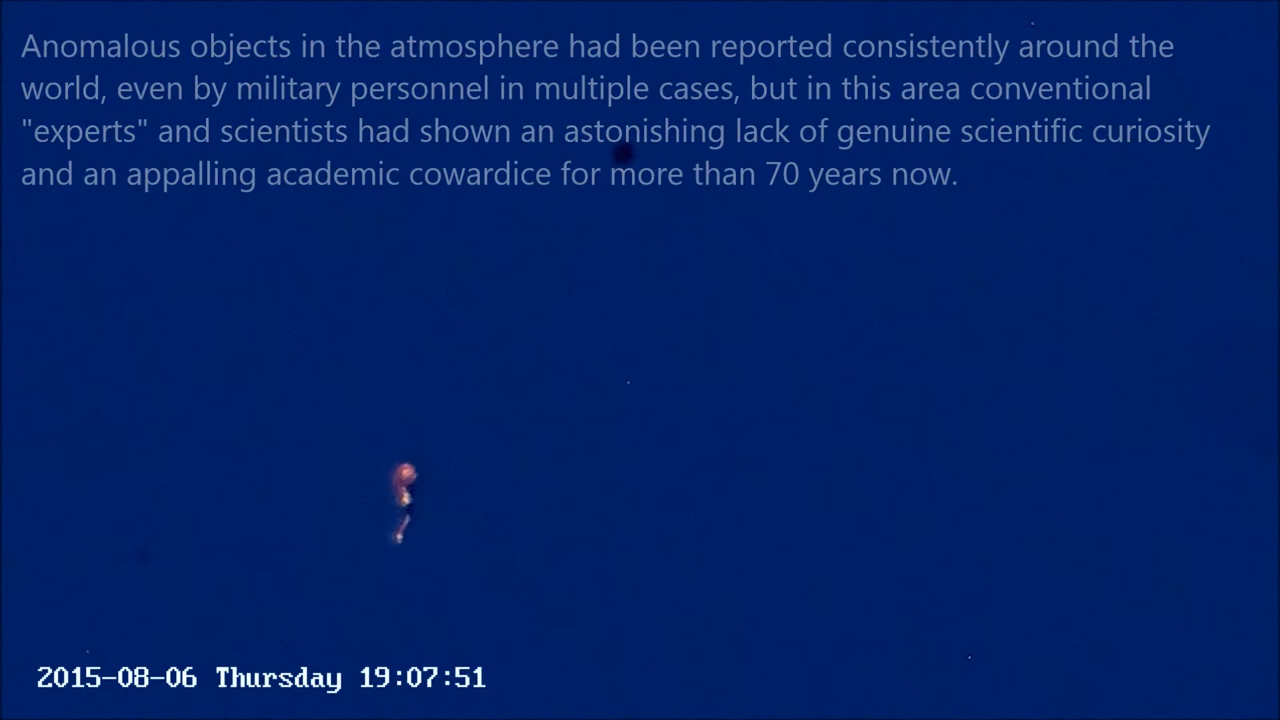 Anomalous objects in the atmosphere had been reported consistently around the
world, even by military personnel in multiple cases, but in this area conventional
"experts" and scientists had shown an astonishing lack of genuine scientific curiosity
and an appalling academic cowardice for more than 70 years now.
2015-08-06 Thursday 19:07:51